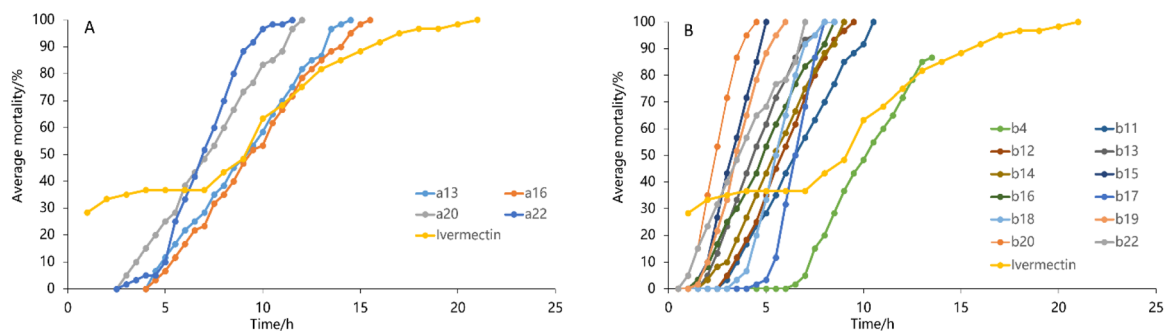 A
Average mortality/%
100
90
80
70
60
50
40
30
20
10
0
0 5 10 15 20 25
Time/h
a13 a16
a20 a22
Ivermectin
B
Average mortality/%
100
90
80
70
60
50
40
30
20
10
0
0 5 10 15 20 25
Time/h
b4 b11
b12 b13
b14 b15
b16 b17
b18 b19
b20 b22
Ivermectin